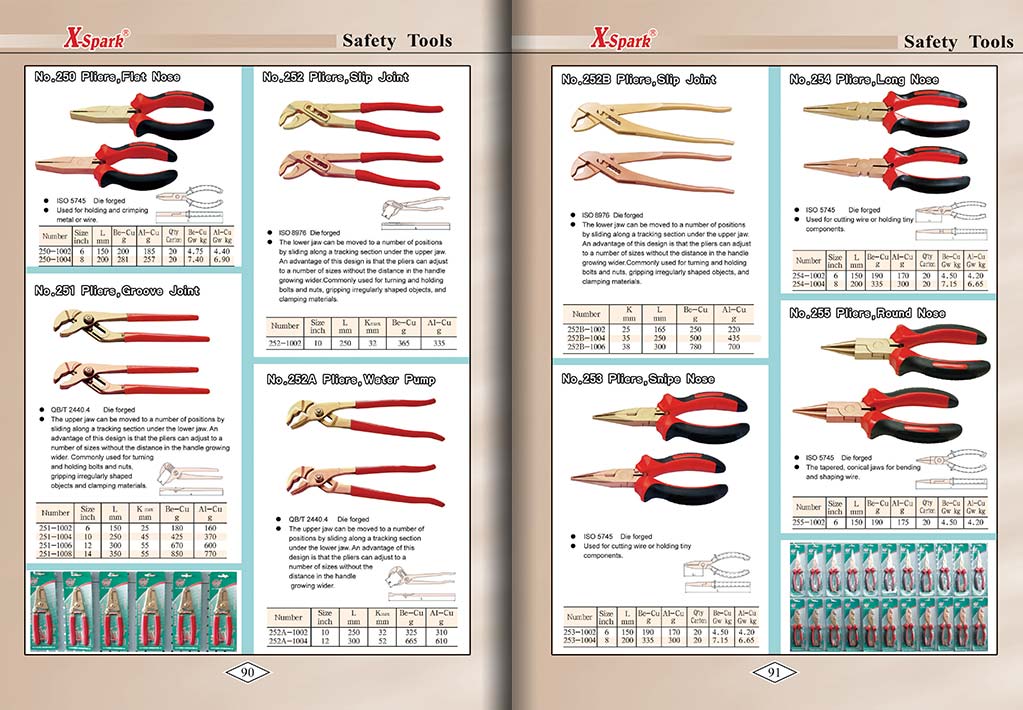 X-Spark®
Safety Tools
No.250 Pliers,Flat Nose
● ISO 5745 Die forged
● Used for holding and crimping
metal or wire.
Number Size inch L mm Be-Cu g Al-Cu g Q'ty Carton Be-Cu Gw kg Al-Cu Gw kg
250-1002 6 150 200 185 20 4.75 4.40
250-1004 8 200 281 257 20 7.40 6.90
No.251 Pliers,Groove Joint
● QB/T 2440.4 Die forged
● The upper jaw can be moved to a number of positions by
sliding along a tracking section under the lower jaw. An
advantage of this design is that the pliers can adjust to a
number of sizes without the distance in the handle growing
wider. Commonly used for turning
and holding bolts and nuts,
gripping irregularly shaped
objects and clamping materials.
Number Size inch L mm K max mm Be-Cu g Al-Cu g
251-1002 6 150 25 180 160
251-1004 10 250 45 425 370
251-1006 12 300 55 670 600
251-1008 14 350 55 850 770
No.252 Pliers,Slip Joint
● ISO 8976 Die forged
● The lower jaw can be moved to a number of positions
by sliding along a tracking section under the upper jaw.
An advantage of this design is that the pliers can adjust
to a number of sizes without the distance in the handle
growing wider.Commonly used for turning and holding
bolts and nuts, gripping irregularly shaped objects, and
clamping materials.
Number Size inch L mm Kmax mm Be-Cu g Al-Cu g
252-1002 10 250 32 365 335
No.252A Pliers,Water Pump
● QB/T 2440.4 Die forged
● The upper jaw can be moved to a number of
positions by sliding along a tracking section
under the lower jaw. An advantage of this
design is that the pliers can adjust to a
number of sizes without the
distance in the handle
growing wider.
Number Size inch L mm Kmax mm Be-Cu g Al-Cu g
252A-1002 10 250 32 325 310
252A-1004 12 300 52 665 610
90
X-Spark®
Safety Tools
No.252B Pliers,Slip Joint
● ISO 8976 Die forged
● The lower jaw can be moved to a number of positions
by sliding along a tracking section under the upper jaw.
An advantage of this design is that the pliers can adjust
to a number of sizes without the distance in the handle
growing wider.Commonly used for turning and holding
bolts and nuts, gripping irregularly shaped objects, and
clamping materials.
Number K mm L mm Be-Cu g Al-Cu g
252B-1002 25 165 250 220
252B-1004 35 250 500 435
252B-1006 38 300 780 700
No.253 Pliers,Snipe Nose
● ISO 5745 Die forged
● Used for cutting wire or holding tiny
components.
Number Size inch L mm Be-Cu g Al-Cu g Q'ty Carton Be-Cu Gw kg Al-Cu Gw kg
253-1002 6 150 190 170 20 4.50 4.20
253-1004 8 200 335 300 20 7.15 6.65
No.254 Pliers,Long Nose
● ISO 5745 Die forged
● Used for cutting wire or holding tiny
components.
Number Size inch L mm Be-Cu g Al-Cu g Q'ty Carton Be-Cu Gw kg Al-Cu Gw kg
254-1002 6 150 190 170 20 4.50 4.20
254-1004 8 200 335 300 20 7.15 6.65
No.255 Pliers,Round Nose
● ISO 5745 Die forged
● The tapered, conical jaws for bending
and shaping wire.
Number Size inch L mm Be-Cu g Al-Cu g Q'ty Carton Be-Cu Gw kg Al-Cu Gw kg
255-1002 6 150 190 175 20 4.50 4.20
91